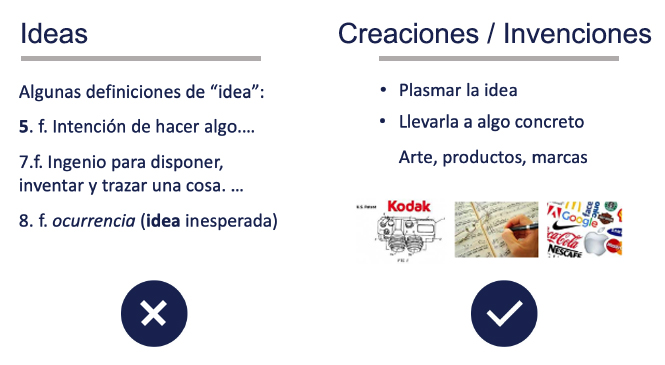 Ideas
Algunas definiciones de “idea”:
5. f. Intención de hacer algo.…
7.f. Ingenio para disponer,
inventar y trazar una cosa. …
8. f. ocurrencia (idea inesperada)
Creaciones / Invenciones
• Plasmar la idea
• Llevarla a algo concreto
Arte, productos, marcas
U.S. Patent
Kodak
Google
Coca-Cola
NESCAFÉ